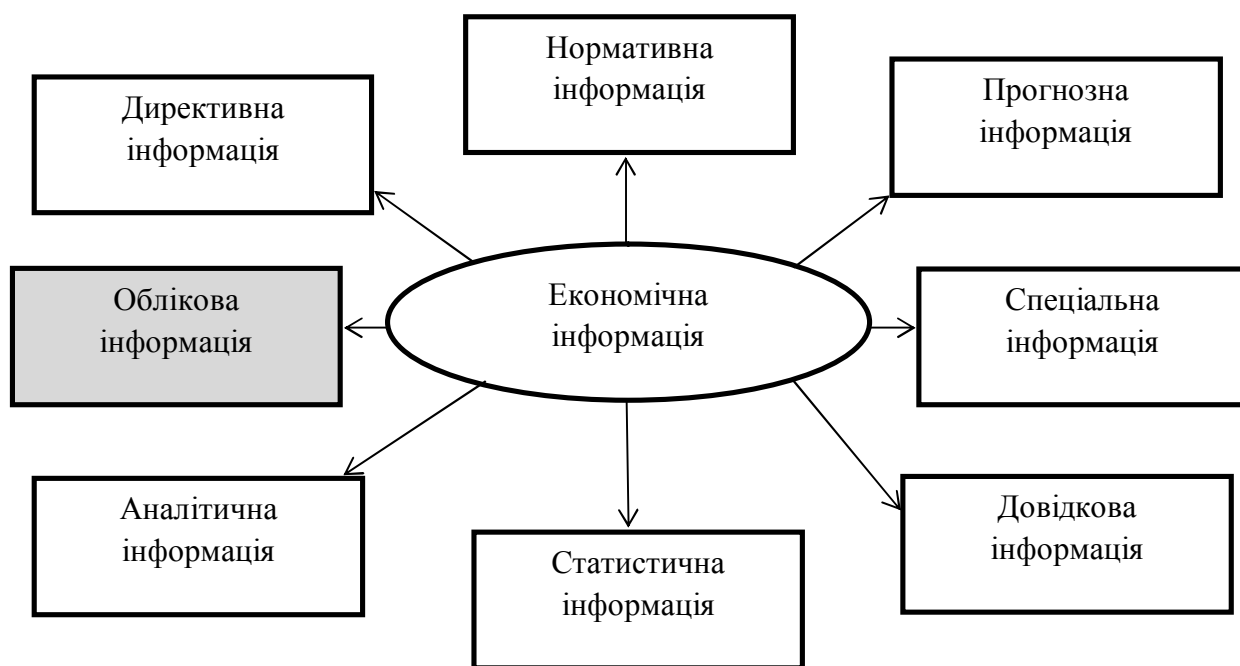 Нормативна
інформація
Директивна
інформація
Прогнозна
інформація
Облікова
інформація
Економічна
інформація
Спеціальна
інформація
Аналітична
інформація
Статистична
інформація
Довідкова
інформація